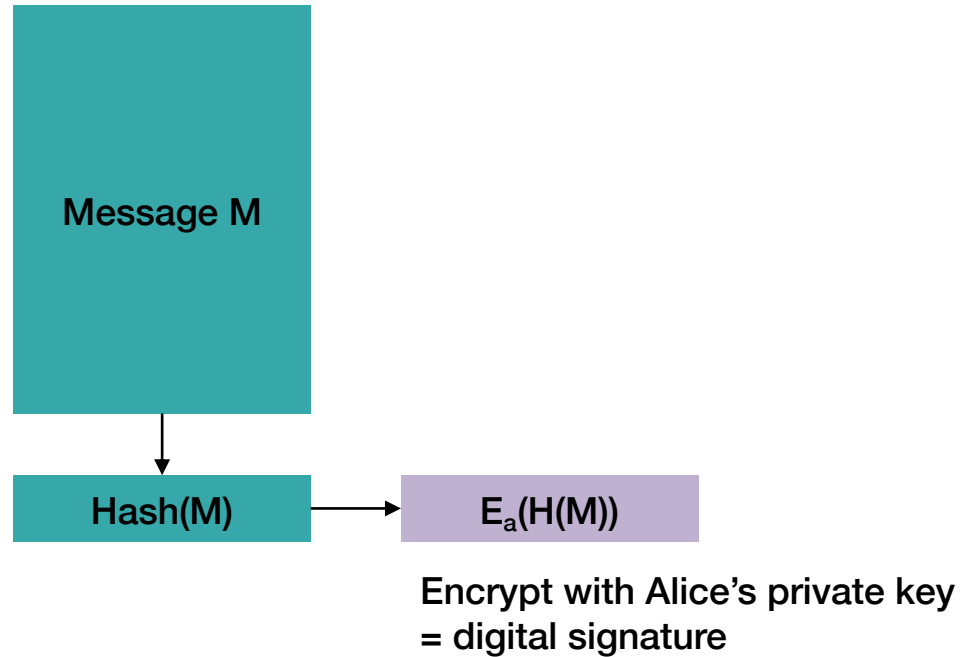 Message M
Hash(M)
Eₐ(H(M))
Encrypt with Alice’s private key
= digital signature